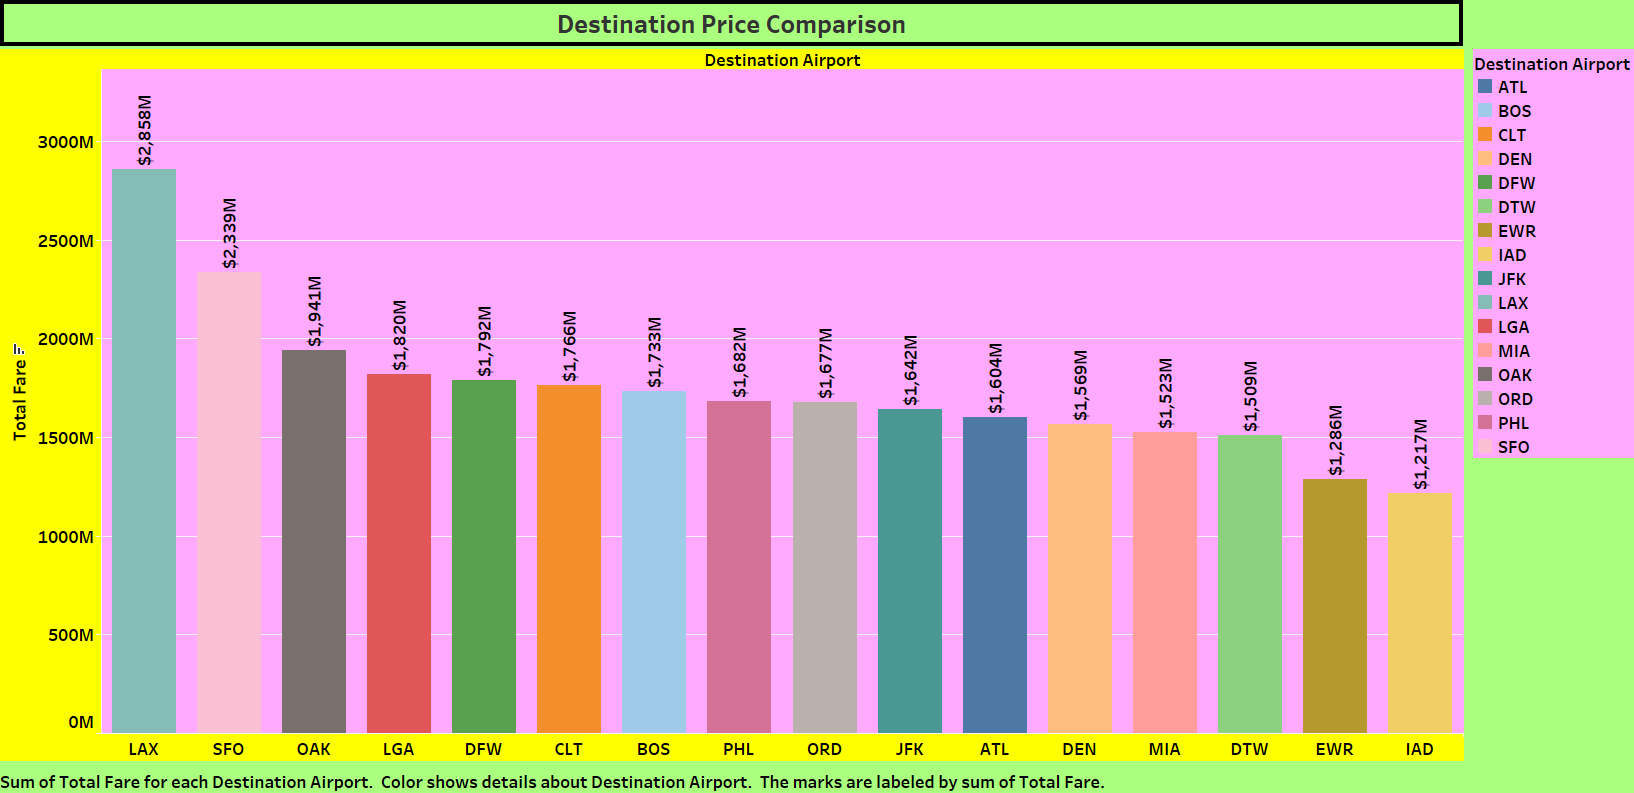 Destination Price Comparison
Destination Airport
Total Fare
3000M
2500M
2000M
1500M
1000M
500M
0M
$2,858M
$2,339M
$1,941M
$1,820M
$1,792M
$1,766M
$1,733M
$1,682M
$1,677M
$1,642M
$1,604M
$1,569M
$1,523M
$1,509M
$1,286M
$1,217M
LAX SFO OAK LGA DFW CLT BOS PHL ORD JFK ATL DEN MIA DTW EWR IAD
Destination Airport
ATL
BOS
CLT
DEN
DFW
DTW
EWR
IAD
JFK
LAX
LGA
MIA
OAK
ORD
PHL
SFO
Sum of Total Fare for each Destination Airport. Color shows details about Destination Airport. The marks are labeled by sum of Total Fare.